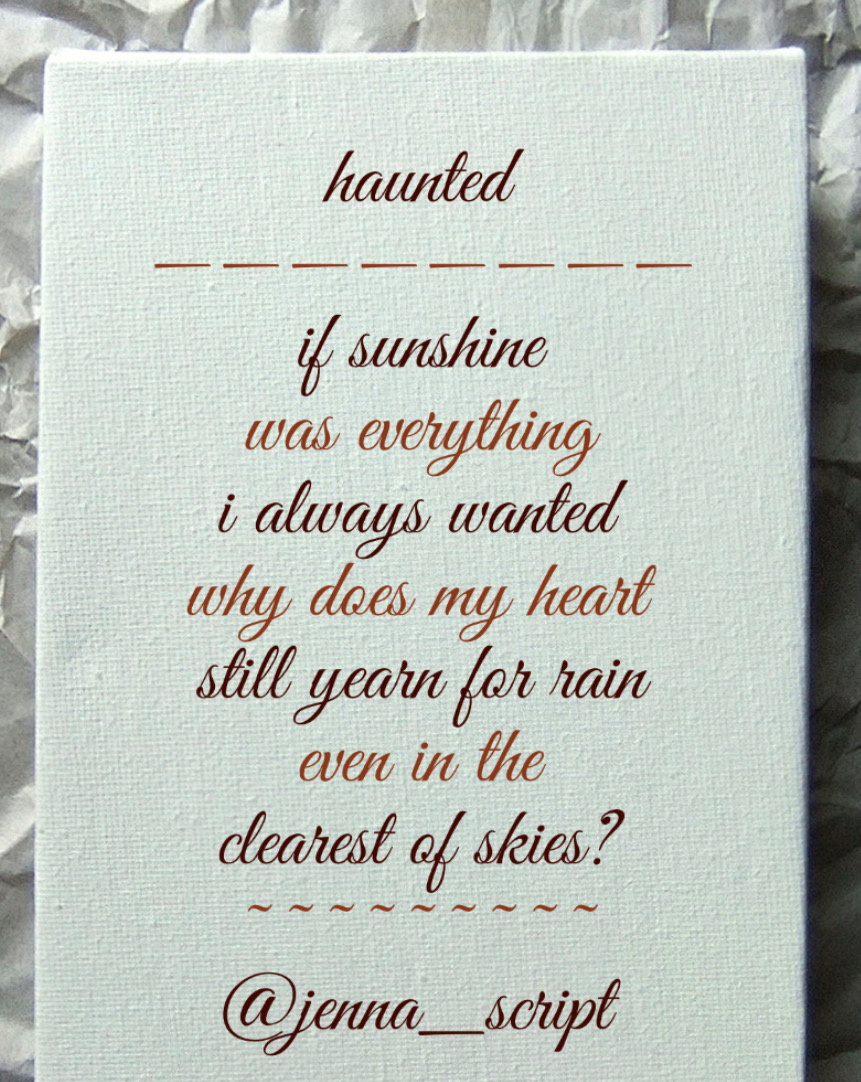 haunted
————————
if sunshine
was everything
i always wanted
why does my heart
still yearn for rain
even in the
clearest of skies?
~~~~~~~~~
@jenna__script